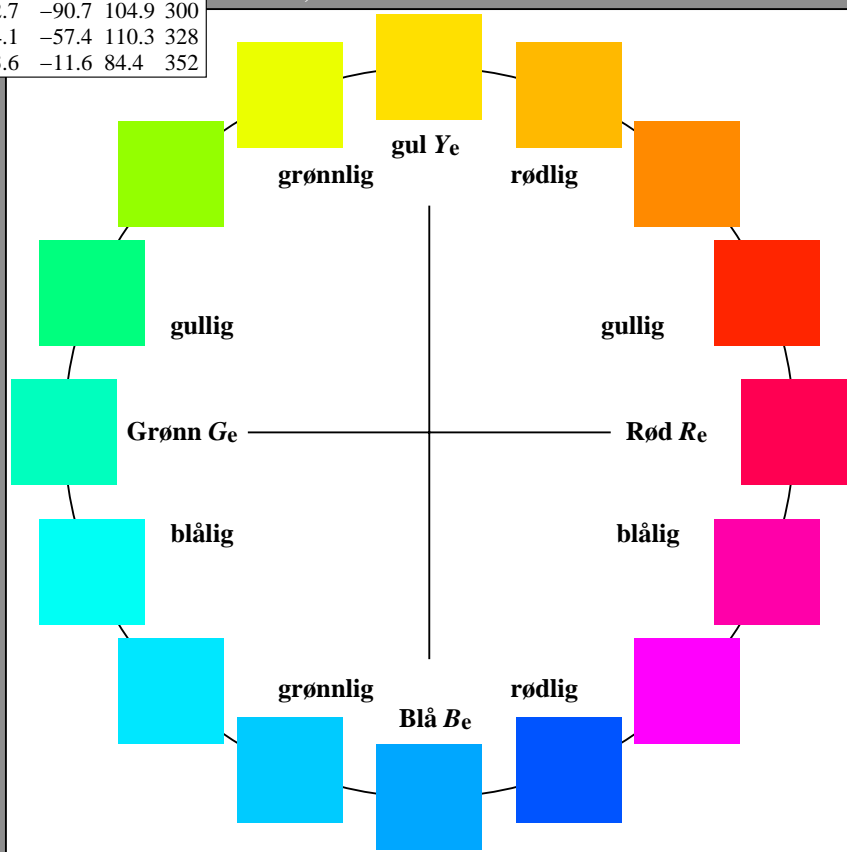 −90.7 104.9 300
−57.4 110.3 328
−11.6 84.4 352
gul Ye
grønnlig rødlig
gullig gullig
Grønn Ge Rød Re
blålig blålig
grønnlig rødlig
Blå Be